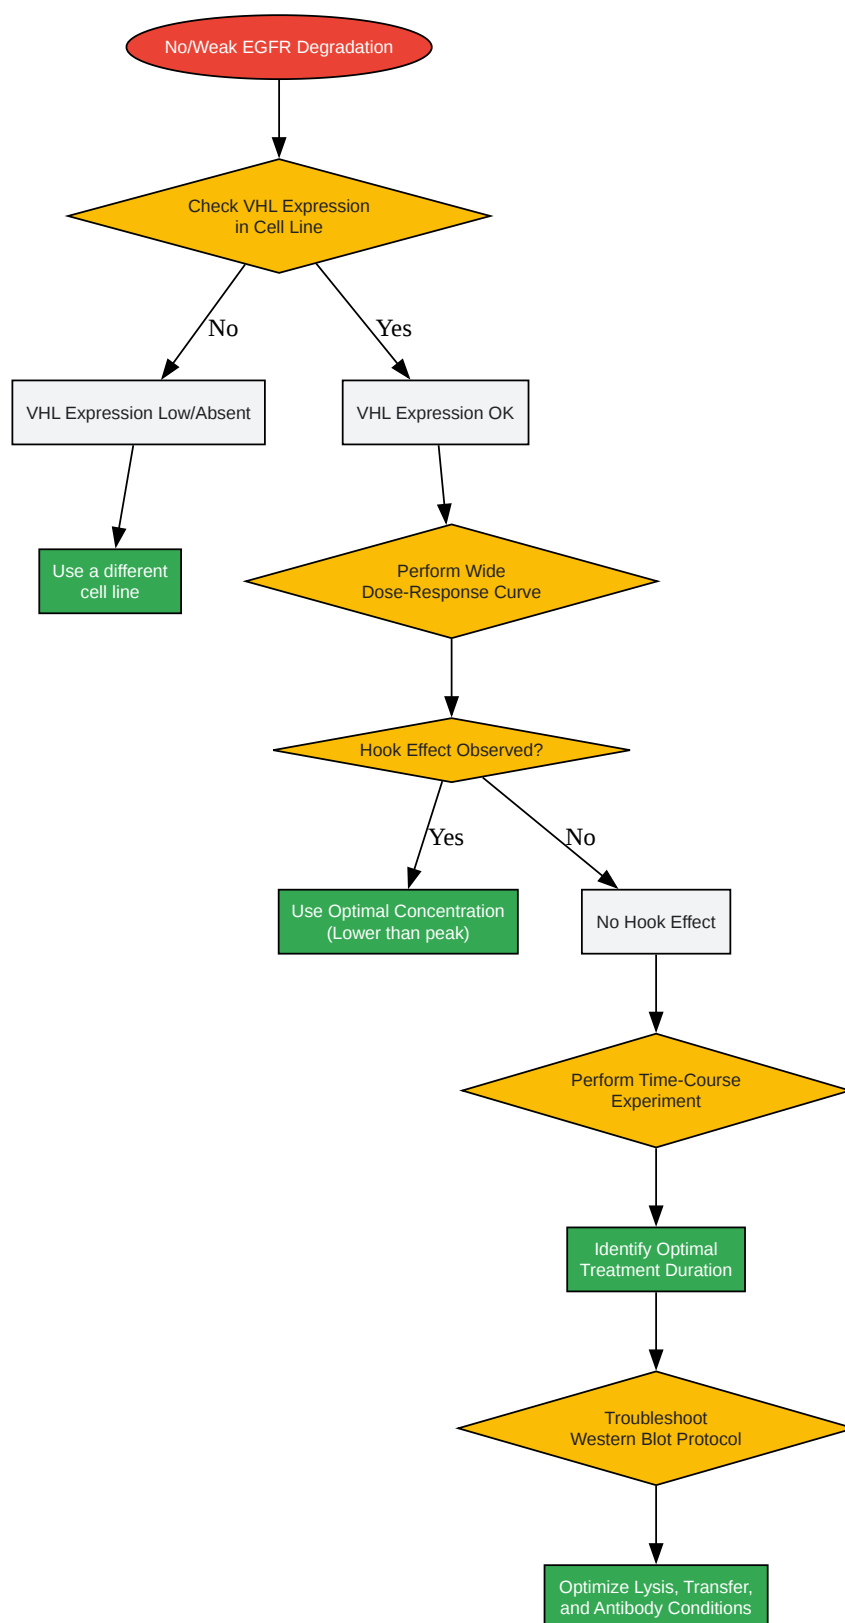 No/Weak EGFR Degradation
Check VHL Expression
in Cell Line
No
Yes
VHL Expression Low/Absent
VHL Expression OK
Use a different
cell line
Perform Wide
Dose-Response Curve
Hook Effect Observed?
Yes
No
Use Optimal Concentration
(Lower than peak)
No Hook Effect
Perform Time-Course
Experiment
Identify Optimal
Treatment Duration
Troubleshoot
Western Blot Protocol
Optimize Lysis, Transfer,
and Antibody Conditions